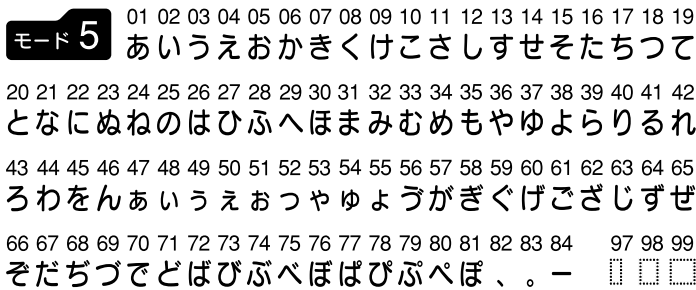 モード 5
01 02 03 04 05 06 07 08 09 10 11 12 13 14 15 16 17 18 19
あいうえおかきくけこさしすせそたちつて
20 21 22 23 24 25 26 27 28 29 30 31 32 33 34 35 36 37 38 39 40 41 42
となにぬねのはひふへほまみむめもやゆよらりるれ
43 44 45 46 47 48 49 50 51 52 53 54 55 56 57 58 59 60 61 62 63 64 65
ろわをんぁぃぅぇぉっゃゅょゔがぎぐげござじずぜ
66 67 68 69 70 71 72 73 74 75 76 77 78 79 80 81 82 83 84 97 98 99
ぞだぢづでどばびぶべぼぱぴぷぺぽ、。ー